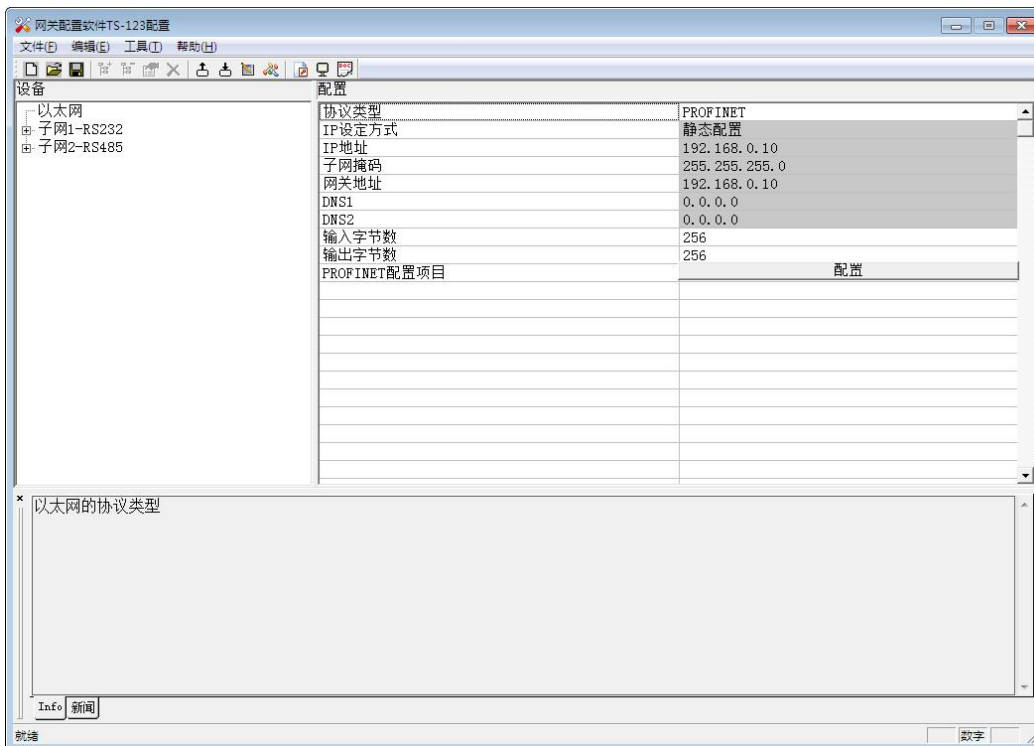 网关配置软件TS-123配置
文件(F) 编辑(E) 工具(T) 帮助(H)
设备
配置
以太网
子网1-RS232
子网2-RS485
协议类型 PROFINET
IP设定方式 静态配置
IP地址 192.168.0.10
子网掩码 255.255.255.0
网关地址 192.168.0.10
DNS1 0.0.0.0
DNS2 0.0.0.0
输入字节数 256
输出字节数 256
PROFINET配置项目 配置
以太网的协议类型
Info 新闻
就绪 数字